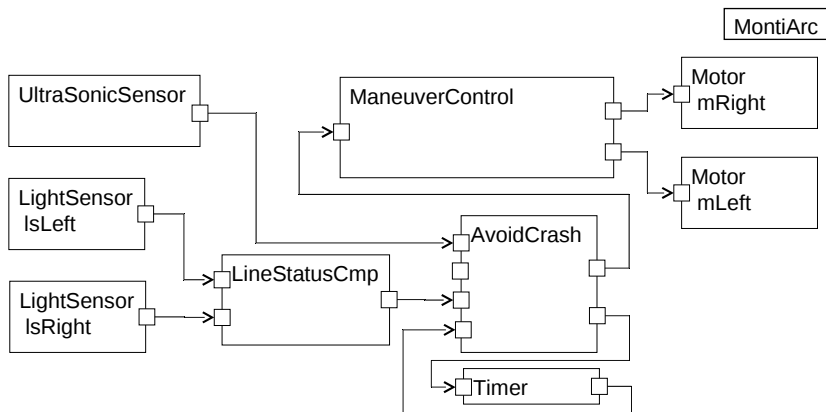 MontiArc
UltraSonicSensor
ManeuverControl
Motor
mRight
LightSensor
lsLeft
Motor
mLeft
LineStatusCmp
AvoidCrash
LightSensor
lsRight
Timer